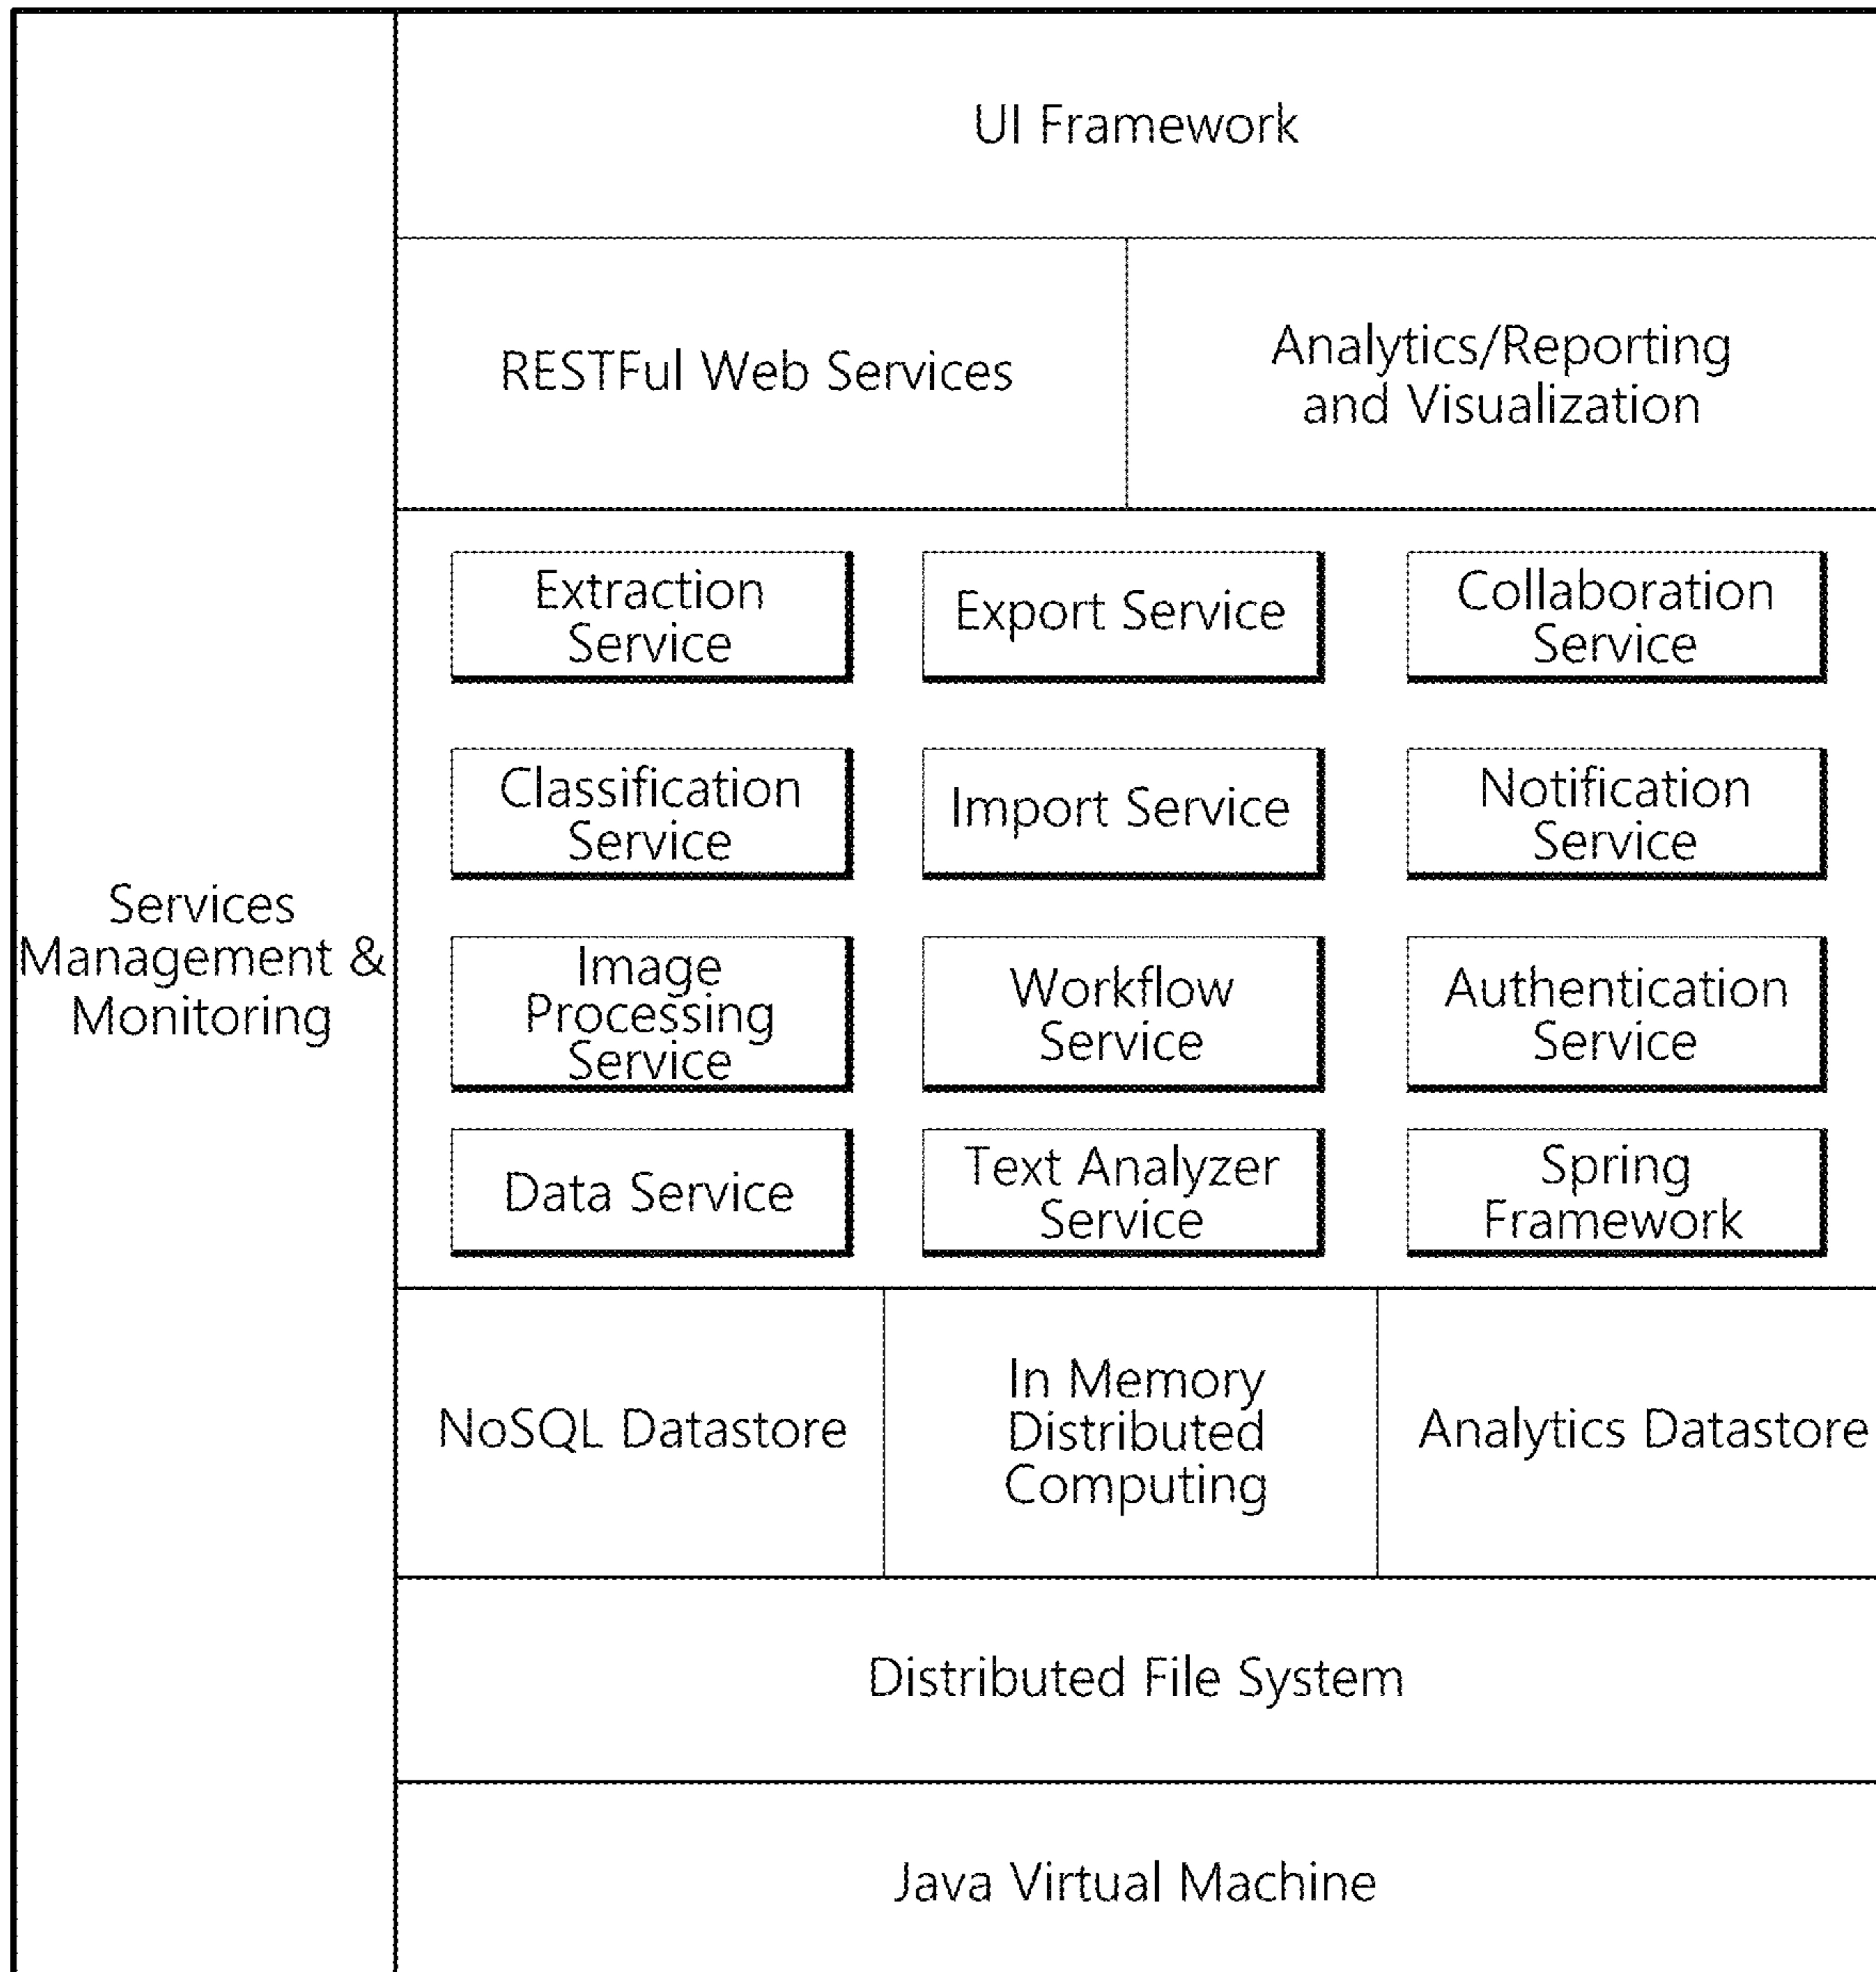 UI Framework
RESTFul Web Services
Analytics/Reporting
and Visualization
Services
Management &
Monitoring
Extraction
Service
Export Service
Collaboration
Service
Classification
Service
Import Service
Notification
Service
Image
Processing
Service
Workflow
Service
Authentication
Service
Data Service
Text Analyzer
Service
Spring
Framework
NoSQL Datastore
In Memory
Distributed
Computing
Analytics Datastore
Distributed File System
Java Virtual Machine